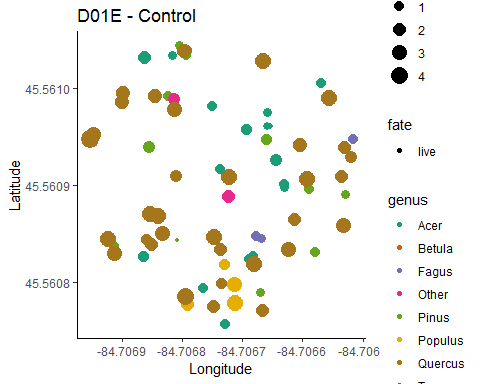 D01E - Control
1
2
3
4
fate
live
genus
Acer
Betula
Fagus
Other
Pinus
Populus
Quercus
45.5610
45.5609
45.5608
Latitude
-84.7069
-84.7068
-84.7067
-84.7066
-84.706
Longitude